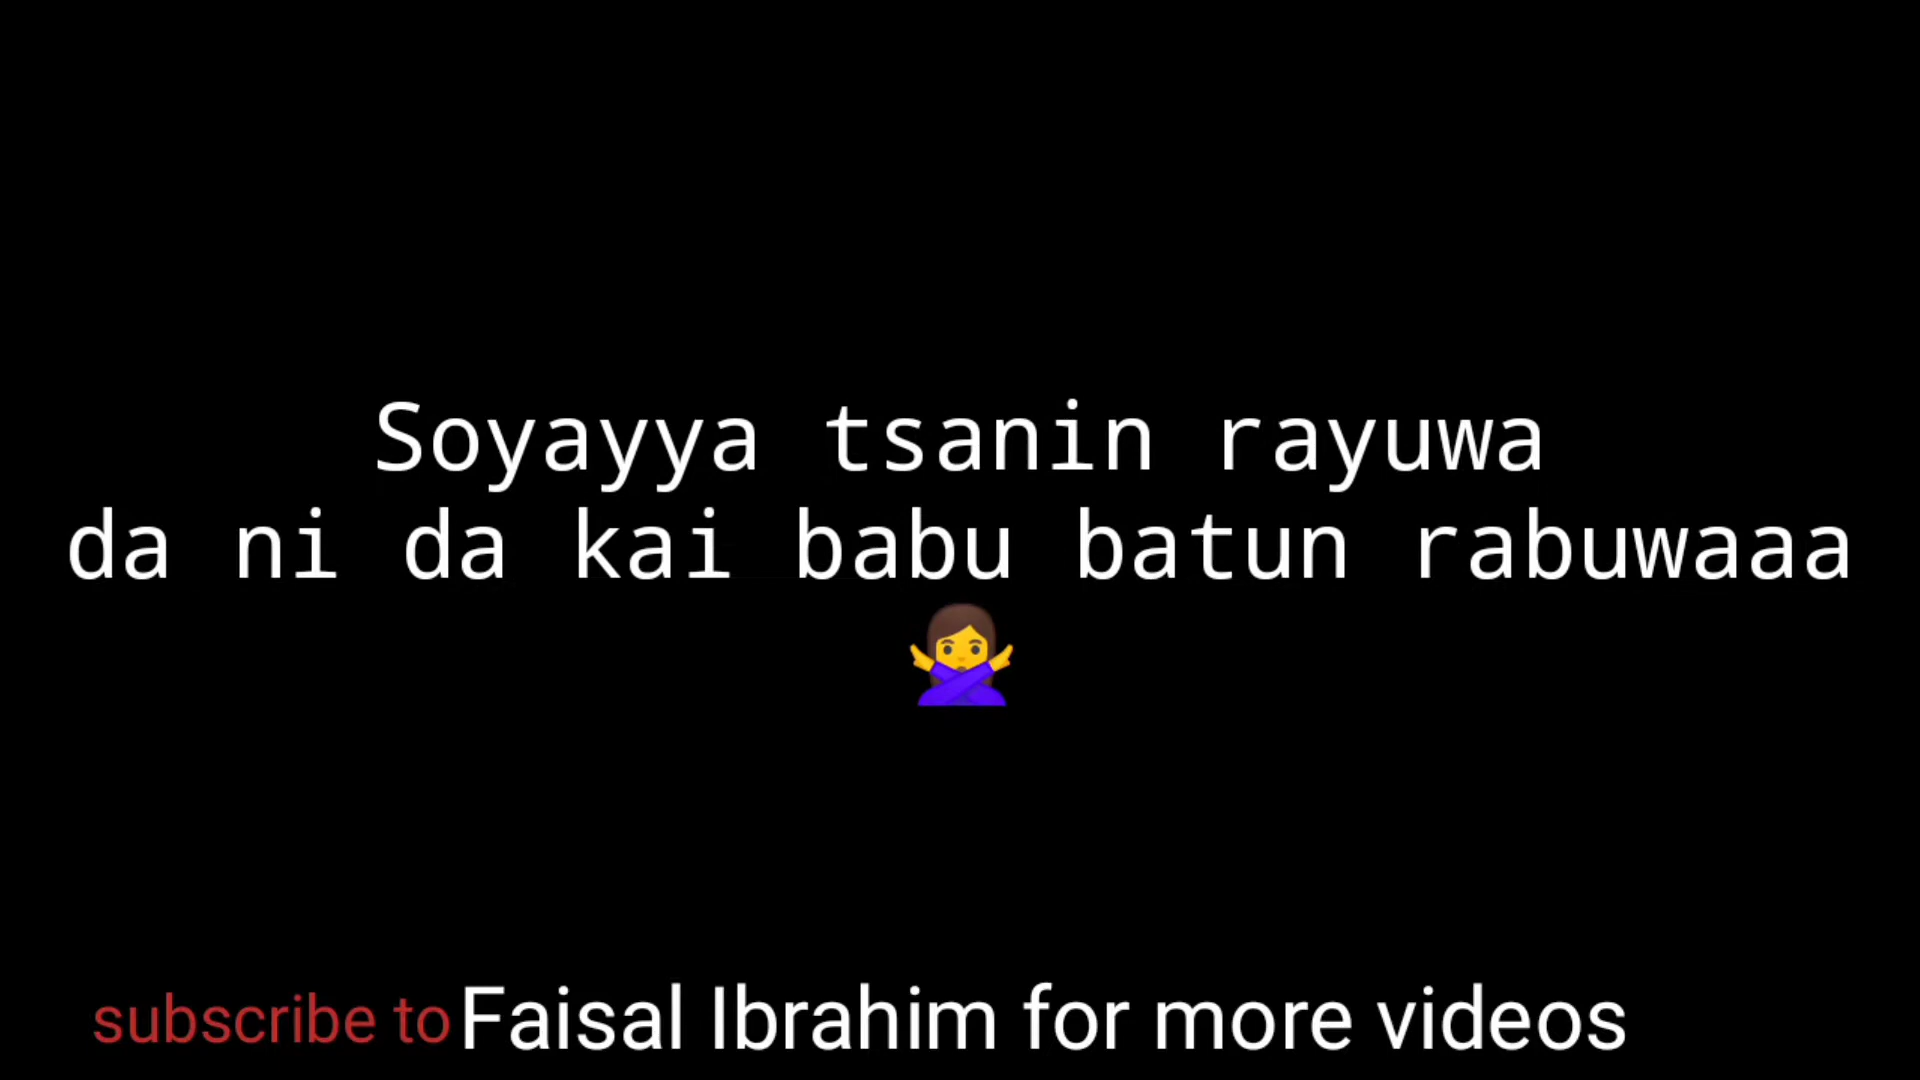 Soyayya tsanin rayuwa
da ni da kai babu batun rabuwaaa
🙅‍♀️
subscribe to Faisal Ibrahim for more videos